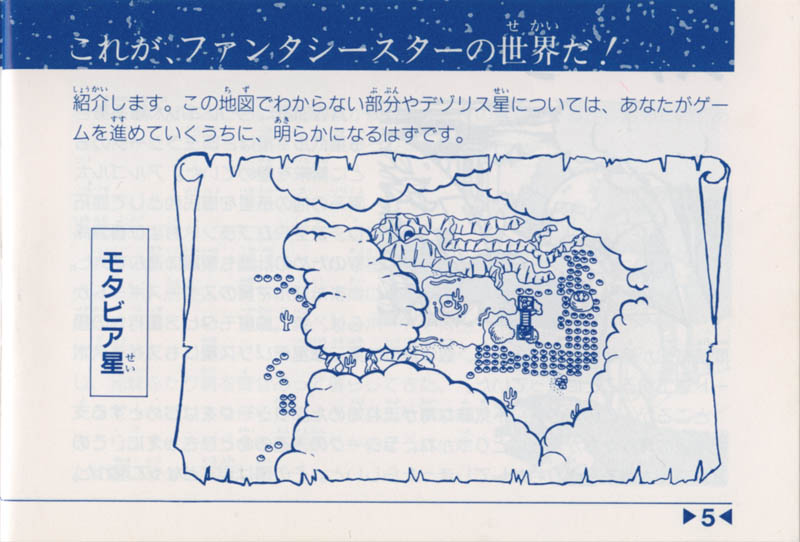 これが、ファンタシースターの世界だ！
紹介します。この地図でわからない部分やデゾリス星については、あなたがゲー
ムを進めていくうちに、明らかになるはずです。
モタビア星
▶5◀